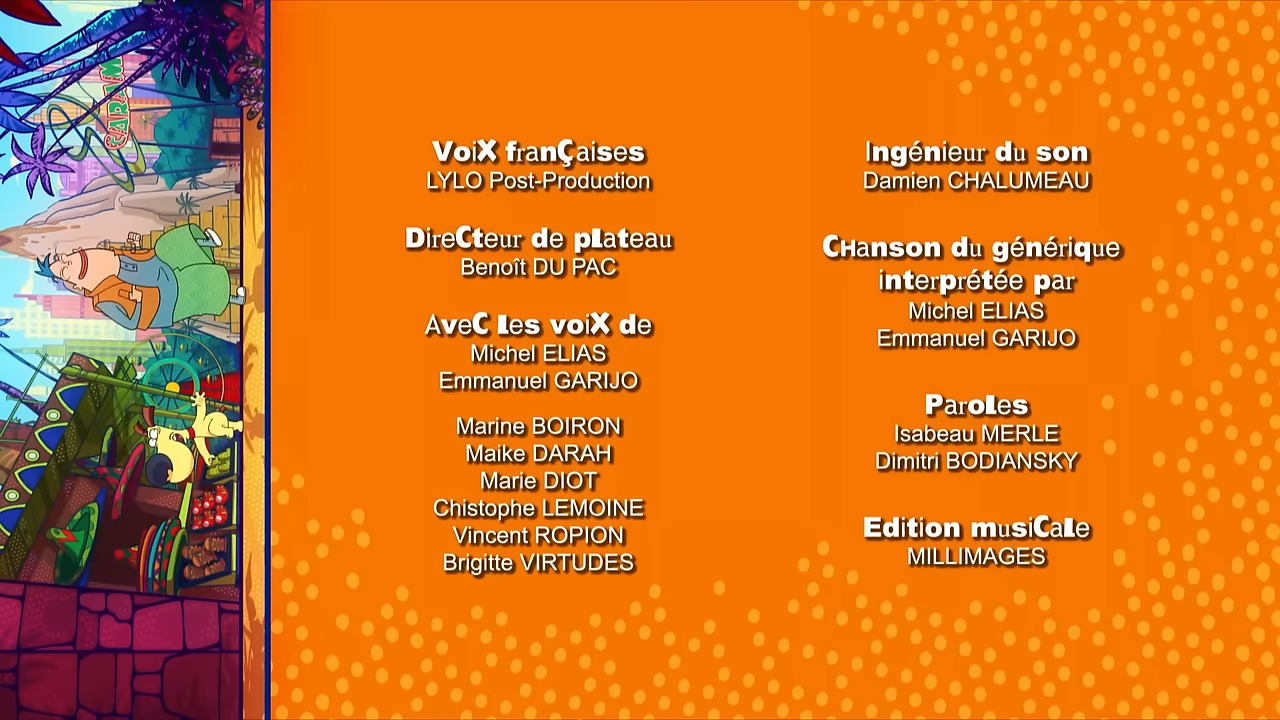 VoiX franÇaises
LYLO Post-Production
DireCteur de plateau
Benoît DU PAC
AveC les voiX de
Michel ELIAS
Emmanuel GARIJO
Marine BOIRON
Maike DARAH
Marie DIOT
Chistophe LEMOINE
Vincent ROPION
Brigitte VIRTUDES
Ingénieur du son
Damien CHALUMEAU
CHanson du générique
interprétée par
Michel ELIAS
Emmanuel GARIJO
Paroles
Isabeau MERLE
Dimitri BODIANSKY
Edition musiCale
MILLIMAGES